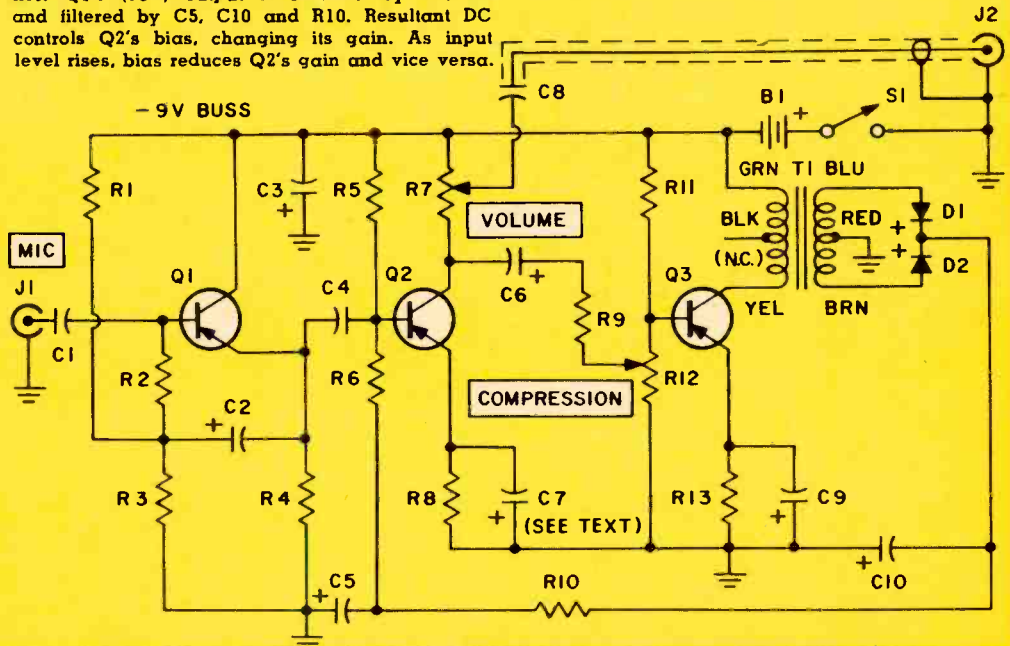 and filtered by C5, C10 and R10. Resultant DC
controls Q2's bias, changing its gain. As input
level rises, bias reduces Q2's gain and vice versa.
J2
C8
-9V BUSS
B1
+
S1
R1
C3
+
R5
R7
R11
GRN T1 BLU
VOLUME
BLK
(N.C.)
RED
+
+
D1
D2
MIC
J1
Q1
C4
Q2
C6
+
R9
Q3
YEL
BRN
C1
R2
R6
COMPRESSION
R12
+
C2
R3
R4
R8
+
C7
(SEE TEXT)
R13
+
C9
+
C10
+
C5
R10